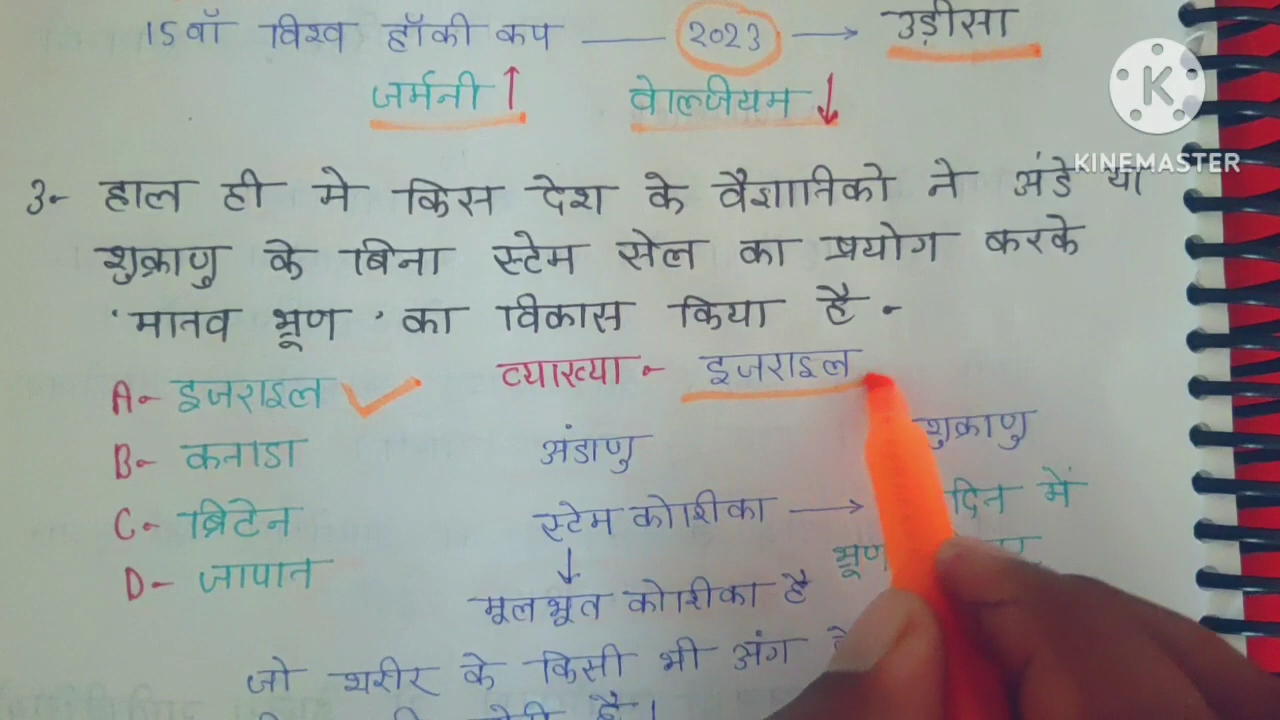 15वॉ विश्व हॉकी कप — 2023 → उड़ीसा
जर्मनी ↑ वेाल्जीयम ↓
K
KINEMASTER
3- हाल ही मे किस देश के वैज्ञानिको ने अंडे या
शुक्राणु के बिना स्टेम सेल का प्रयोग करके
'मानव भ्रूण' का विकास किया है -
व्याख्या - इजराइल
A- इजराइल ✓
B- कनाडा
C- ब्रिटेन
D- जापान
अंडाणु शुक्राणु
स्टेम कोशिका → दिन में
↓ भ्रूण
मूलभूत कोशिका है
जो शरीर के किसी भी अंग
है।